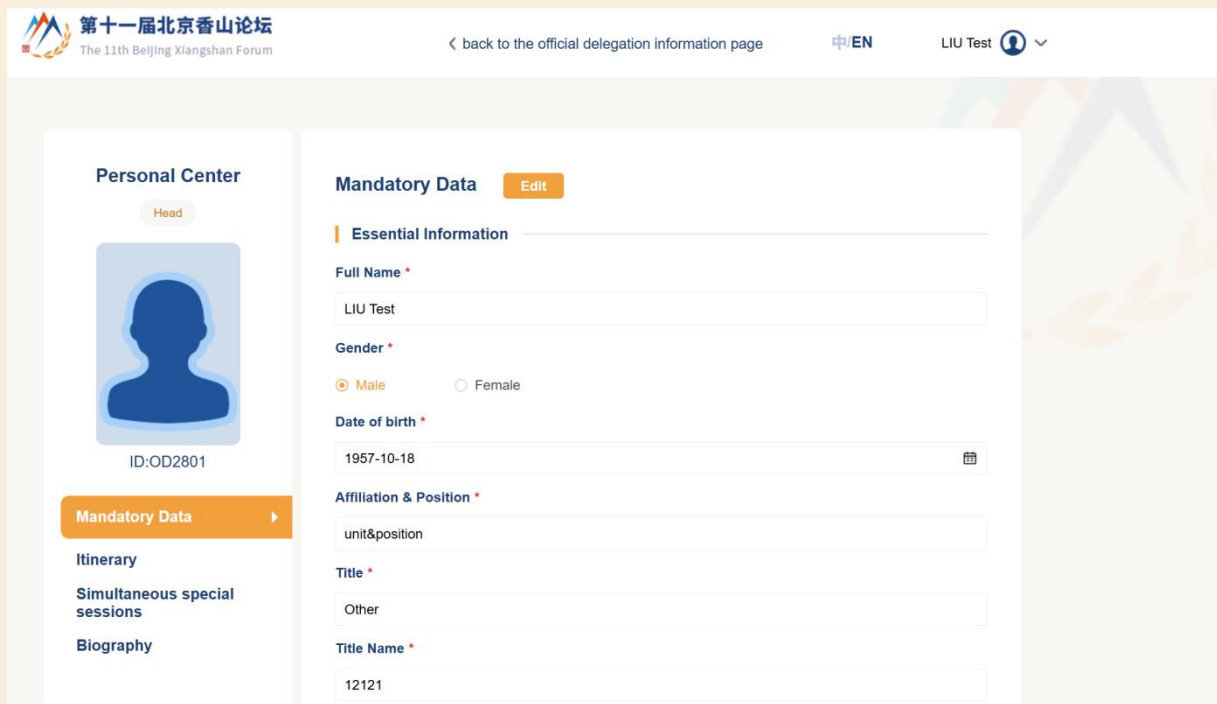 第十一届北京香山论坛
The 11th Beijing Xiangshan Forum
back to the official delegation information page
中/EN
LIU Test
Personal Center
Head
ID:OD2801
Mandatory Data
Itinerary
Simultaneous special
sessions
Biography
Mandatory Data
Edit
Essential Information
Full Name *
LIU Test
Gender *
Male
Female
Date of birth *
1957-10-18
Affiliation & Position *
unit&position
Title *
Other
Title Name *
12121